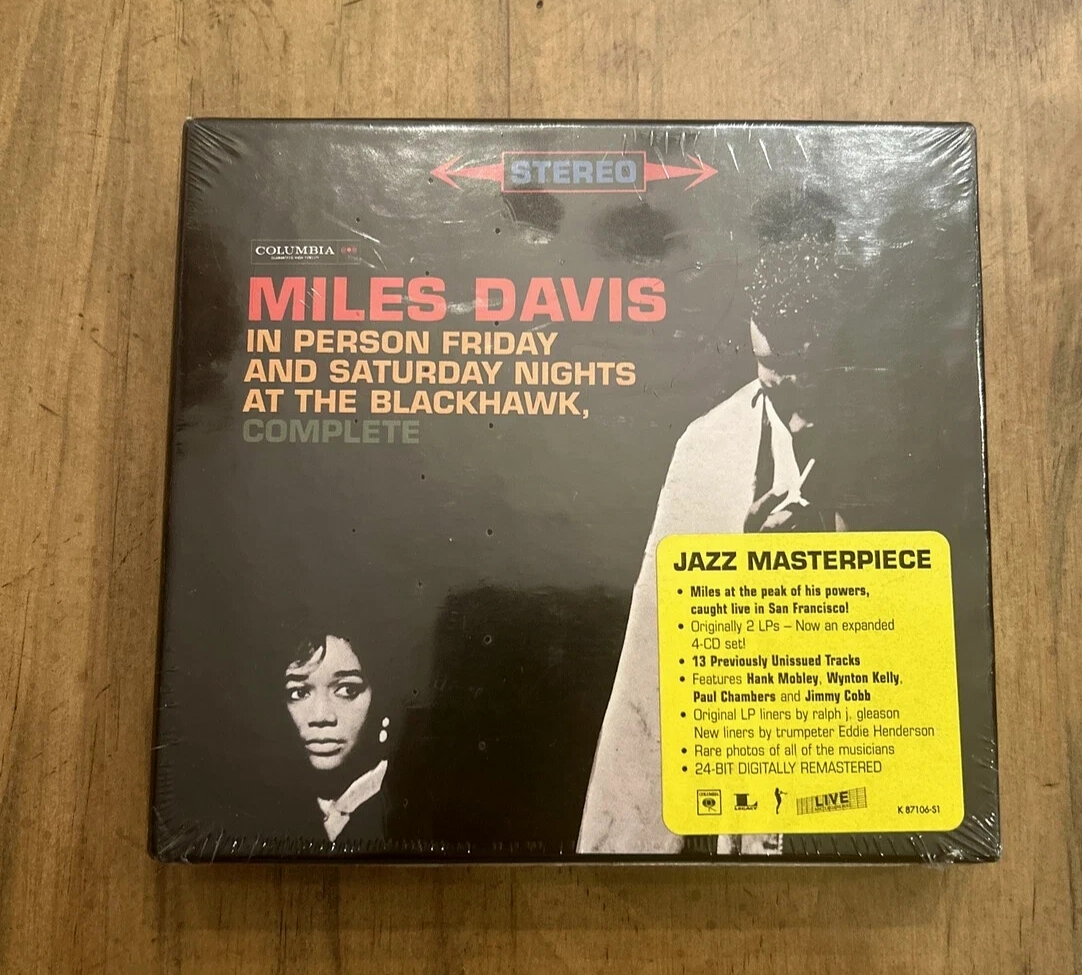 STEREO
COLUMBIA
MILES DAVIS
IN PERSON FRIDAY
AND SATURDAY NIGHTS
AT THE BLACKHAWK,
COMPLETE
JAZZ MASTERPIECE
• Miles at the peak of his powers,
caught live in San Francisco!
• Originally 2 LPs – Now an expanded
4-CD set!
• 13 Previously Unissued Tracks
• Features Hank Mobley, Wynton Kelly,
Paul Chambers and Jimmy Cobb
• Original LP liners by ralph j. gleason
New liners by trumpeter Eddie Henderson
• Rare photos of all of the musicians
• 24-BIT DIGITALLY REMASTERED
COLUMBIA
LEGACY
LIVE
K 87106-S1